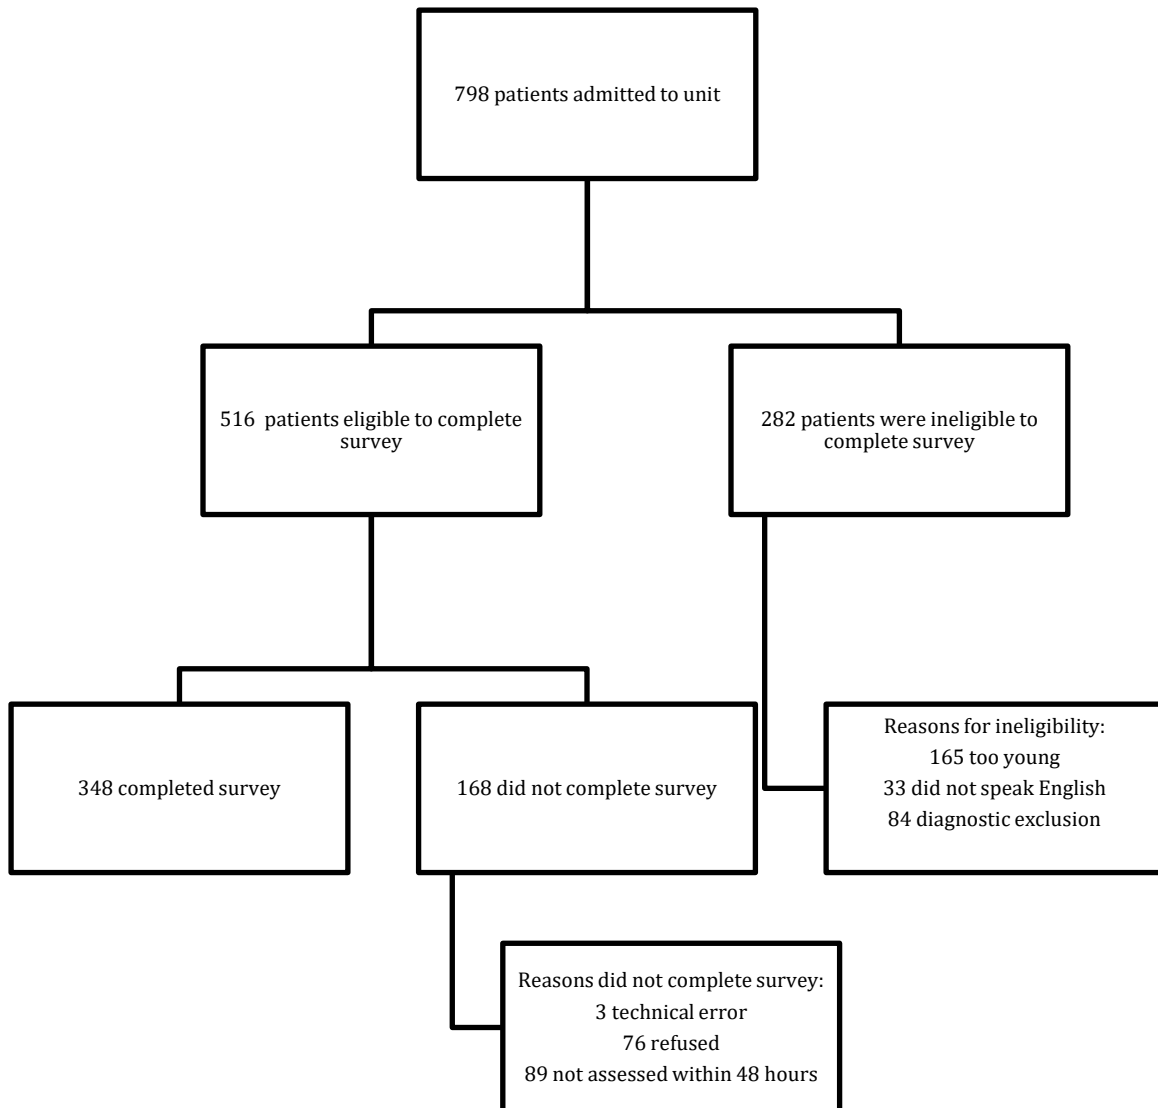 798 patients admitted to unit
516  patients eligible to complete
survey
282 patients were ineligible to
complete survey
348 completed survey
168 did not complete survey
Reasons for ineligibility:
165 too young
33 did not speak English
84 diagnostic exclusion
Reasons did not complete survey:
3 technical error
76 refused
89 not assessed within 48 hours